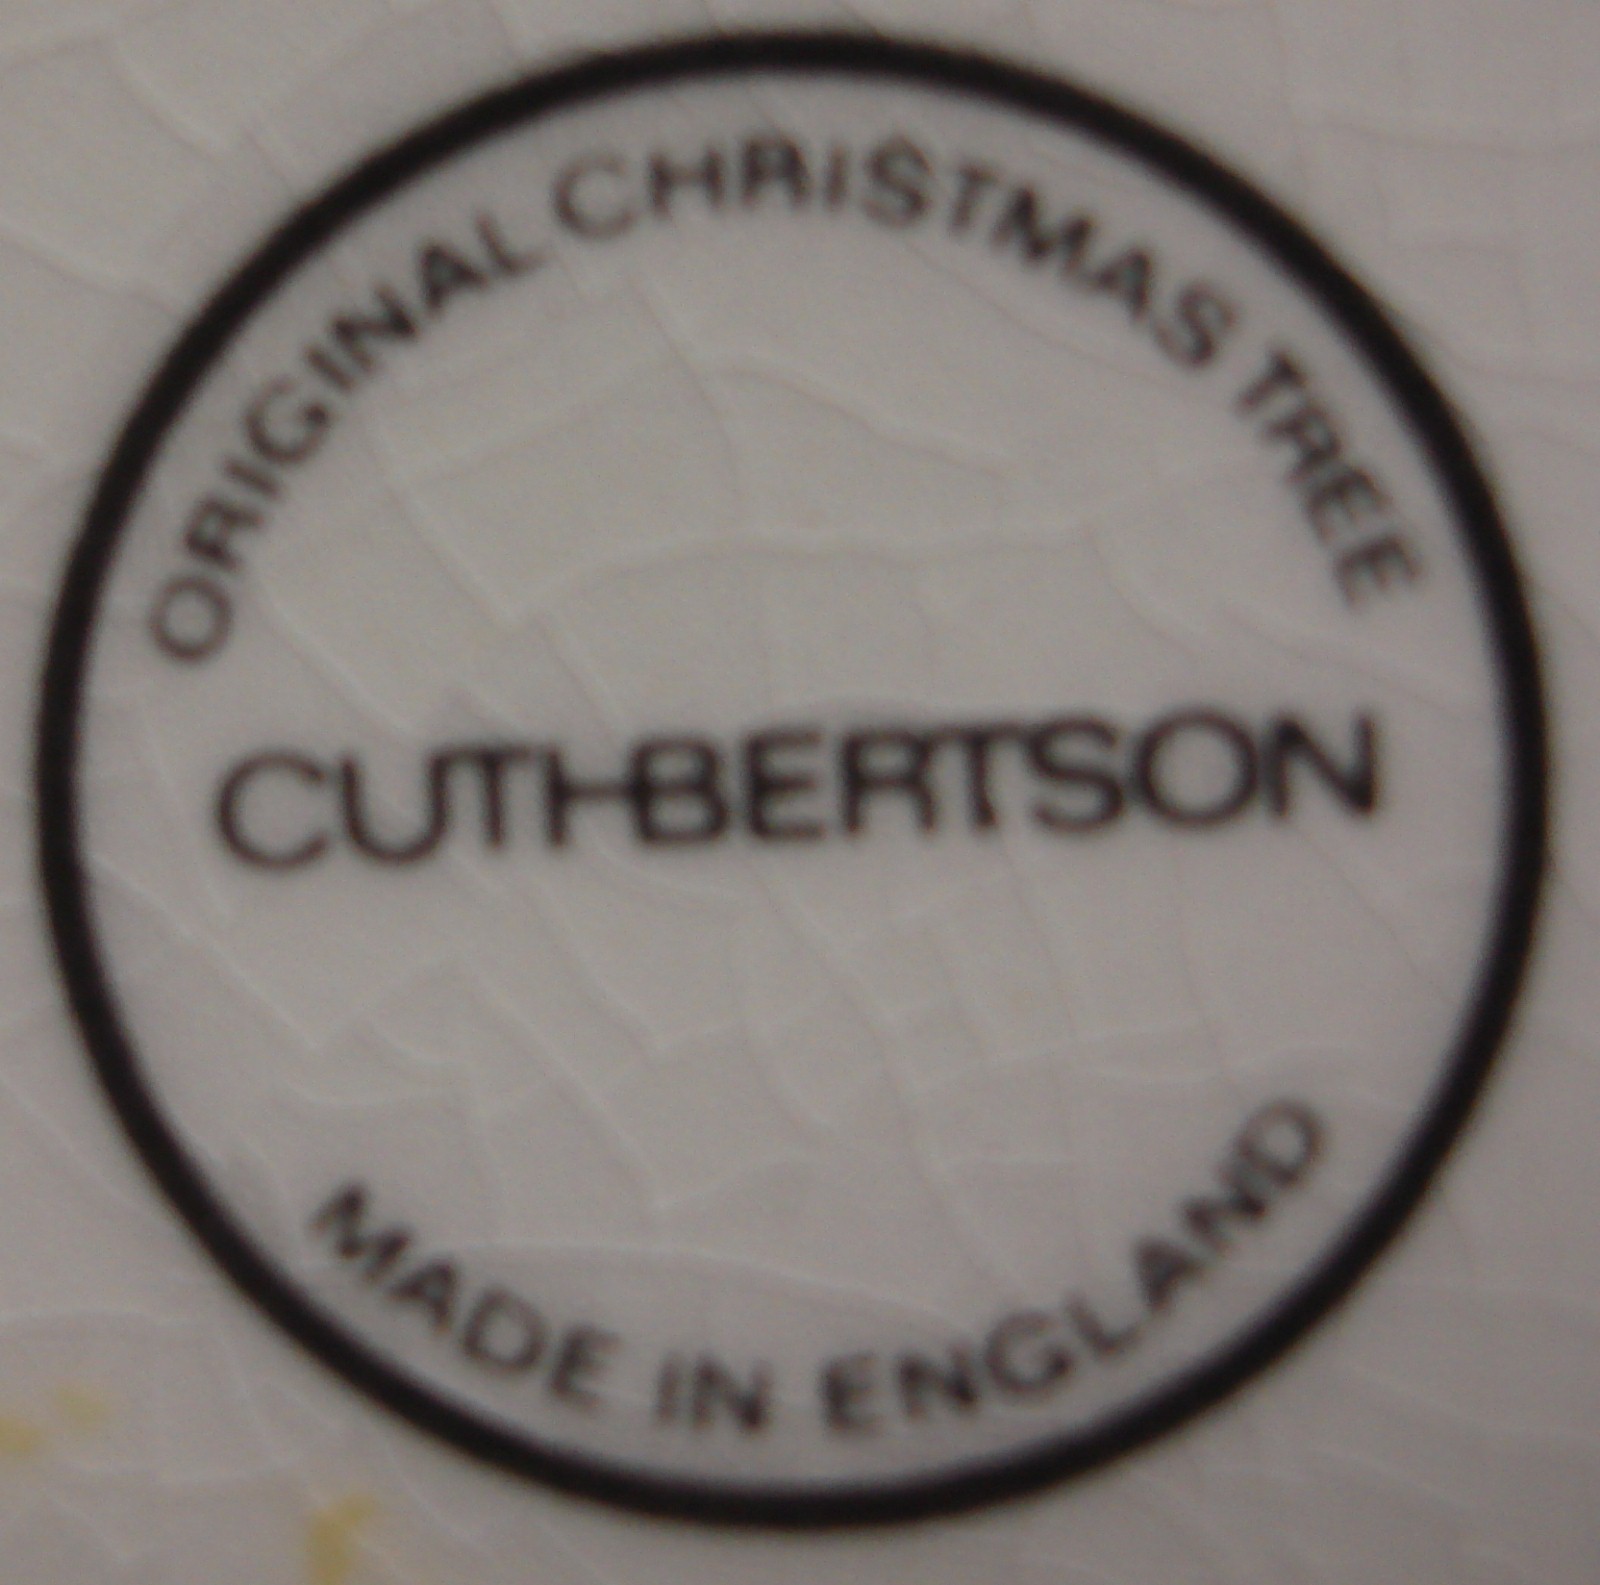 ORIGINAL CHRISTMAS TREE
CUTHBERTSON
MADE IN ENGLAND